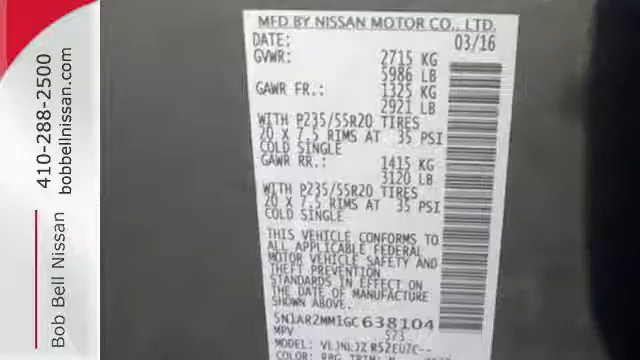 410-288-2500
bobbellnissan.com
Bob Bell Nissan
MFD BY NISSAN MOTOR CO., LTD.
DATE: 03/16
GVWR: 2715 KG
5986 LB
GAWR FR.: 1325 KG
2921 LB
WITH P235/55R20 TIRES
20 X 7.5 RIMS AT 35 PSI
COLD SINGLE
GAWR RR.: 1415 KG
3120 LB
WITH P235/55R20 TIRES
20 X 7.5 RIMS AT 35 PSI
COLD SINGLE
THIS VEHICLE CONFORMS TO
ALL APPLICABLE FEDERAL
MOTOR VEHICLE SAFETY AND
THEFT PREVENTION
STANDARDS IN EFFECT ON
THE DATE OF MANUFACTURE
SHOWN ABOVE.
5N1AR2MM1GC638104
MPV 573
MODEL:
COLOR: TRIM: